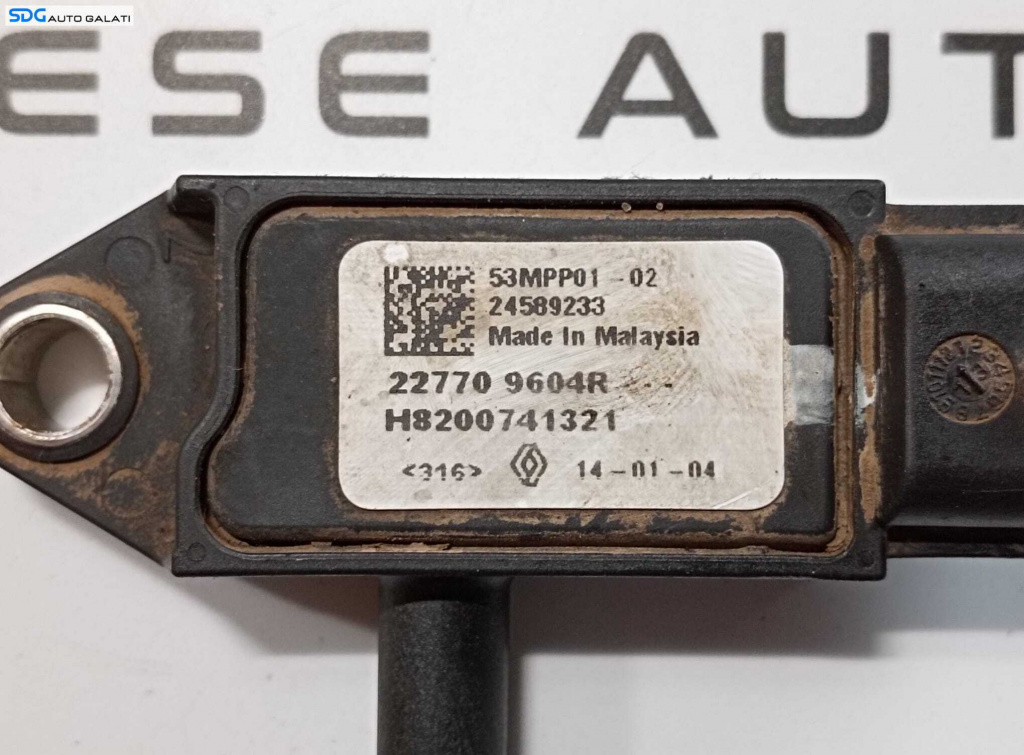 SDG AUTO GALATI
ESE AUT
53MPP01 -02
24589233
Made In Malaysia
22770 9604R ---
H8200741321
<316> 14-01-04